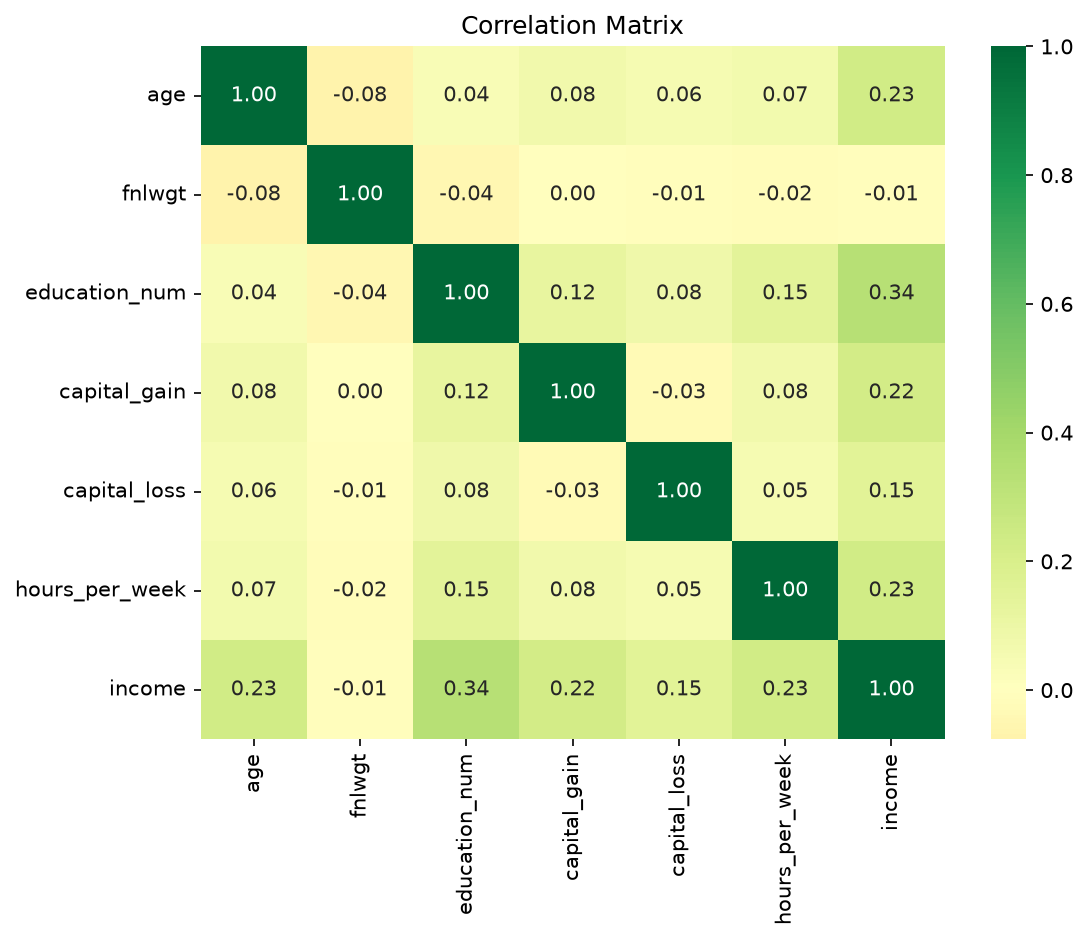 Correlation Matrix
age 1.00 -0.08 0.04 0.08 0.06 0.07 0.23
fnlwgt -0.08 1.00 -0.04 0.00 -0.01 -0.02 -0.01
education_num 0.04 -0.04 1.00 0.12 0.08 0.15 0.34
capital_gain 0.08 0.00 0.12 1.00 -0.03 0.08 0.22
capital_loss 0.06 -0.01 0.08 -0.03 1.00 0.05 0.15
hours_per_week 0.07 -0.02 0.15 0.08 0.05 1.00 0.23
income 0.23 -0.01 0.34 0.22 0.15 0.23 1.00
age
fnlwgt
education_num
capital_gain
capital_loss
hours_per_week
income
1.0
0.8
0.6
0.4
0.2
0.0